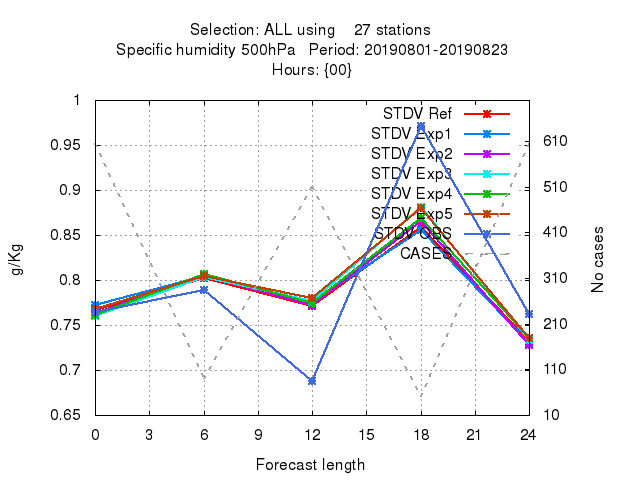 Selection: ALL using 27 stations
Specific humidity 500hPa Period: 20190801-20190823
Hours: {00}
1
0.95
0.9
0.85
0.8
0.75
0.7
0.65
g/Kg
STDV Ref
STDV Exp1
STDV Exp2
STDV Exp3
STDV Exp4
STDV Exp5
STDV OBS
CASES
610
510
410
310
210
110
10
No cases
0 3 6 9 12 15 18 21 24
Forecast length